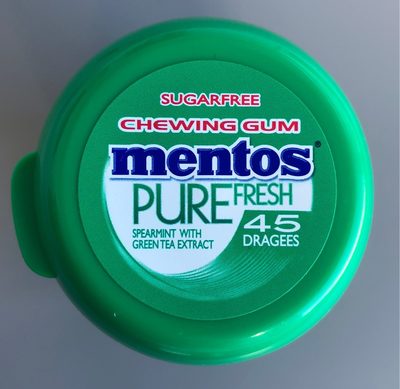 SUGARFREE
CHEWING GUM
mentos®
PURE FRESH
45
SPEARMINT WITH
GREEN TEA EXTRACT
DRAGEES